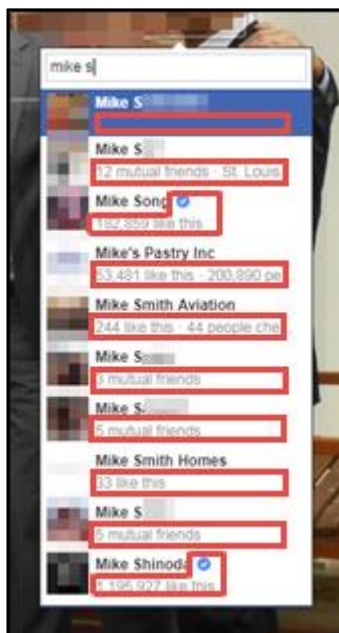 mike s
Mike S
Mike S
12 mutual friends · St. Louis
Mike Song
182,859 like this
Mike's Pastry Inc
53,481 like this · 200,890 pe
Mike Smith Aviation
244 like this · 44 people che...
Mike S
3 mutual friends
Mike S
5 mutual friends
Mike Smith Homes
33 like this
Mike S
5 mutual friends
Mike Shinoda
1,195,927 like this